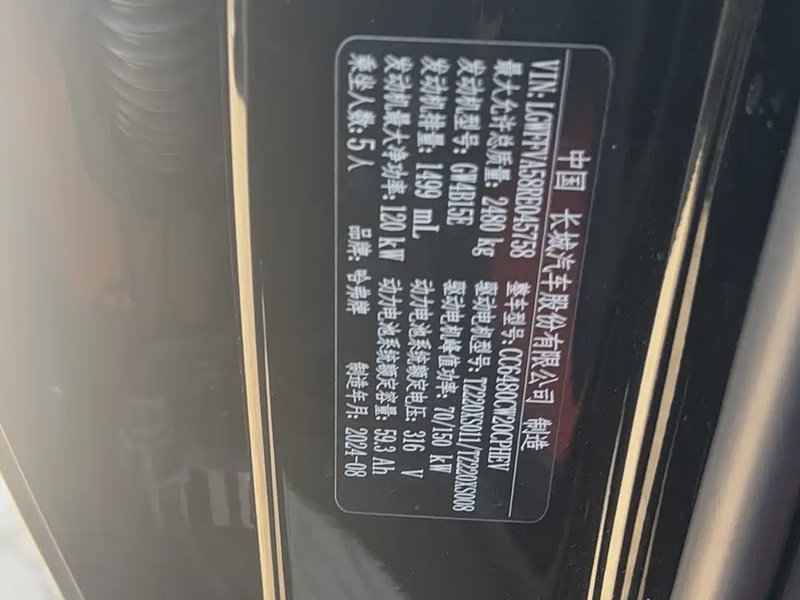 中国 长城汽车股份有限公司 制造
VIN: LGWFFVA58RE045758 整车型号: CC6480CW20CPHEV
最大允许总质量: 2480 kg 驱动电机型号: TZ220XS011/TZ220XS008
发动机型号: GW4B15E 驱动电机峰值功率: 70/150 kW
发动机排量: 1499 mL 动力电池系统额定电压: 316 V
发动机最大净功率: 120 kW 动力电池系统额定容量: 59.3 Ah
乘坐人数: 5 人 品牌: 哈弗牌 制造年月: 2024-08